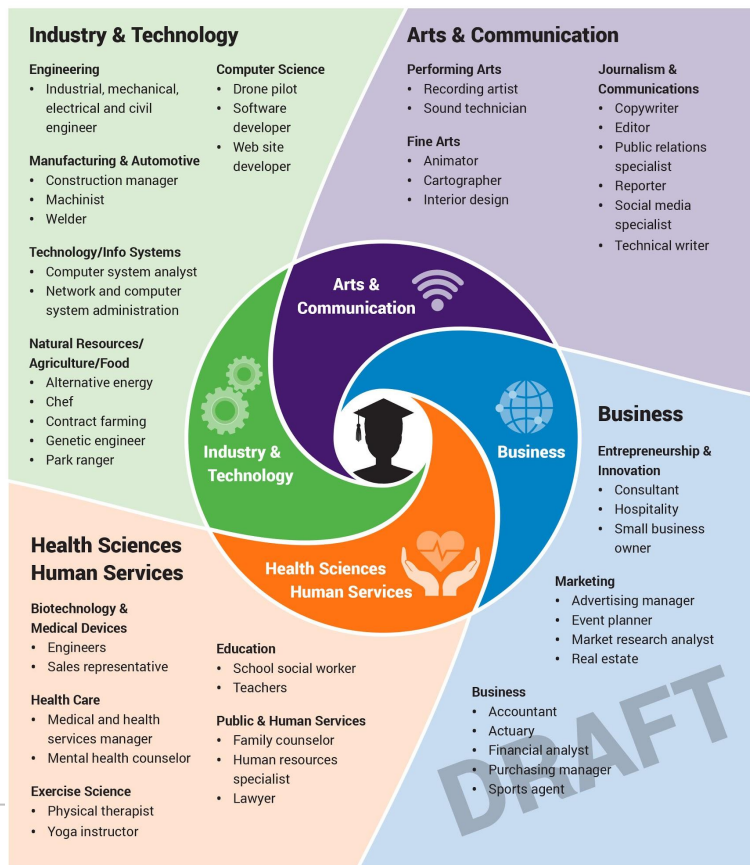 Industry & Technology
Engineering
• Industrial, mechanical,
electrical and civil
engineer
Manufacturing & Automotive
• Construction manager
• Machinist
• Welder
Technology/Info Systems
• Computer system analyst
• Network and computer
system administration
Natural Resources/
Agriculture/Food
• Alternative energy
• Chef
• Contract farming
• Genetic engineer
• Park ranger
Computer Science
• Drone pilot
• Software
developer
• Web site
developer
Arts & Communication
Performing Arts
• Recording artist
• Sound technician
Fine Arts
• Animator
• Cartographer
• Interior design
Journalism &
Communications
• Copywriter
• Editor
• Public relations
specialist
• Reporter
• Social media
specialist
• Technical writer
Arts &
Communication
Industry &
Technology
Business
Health Sciences
Human Services
Business
Entrepreneurship &
Innovation
• Consultant
• Hospitality
• Small business
owner
Marketing
• Advertising manager
• Event planner
• Market research analyst
• Real estate
Business
• Accountant
• Actuary
• Financial analyst
• Purchasing manager
• Sports agent
DRAFT
Health Sciences
Human Services
Biotechnology &
Medical Devices
• Engineers
• Sales representative
Health Care
• Medical and health
services manager
• Mental health counselor
Exercise Science
• Physical therapist
• Yoga instructor
Education
• School social worker
• Teachers
Public & Human Services
• Family counselor
• Human resources
specialist
• Lawyer